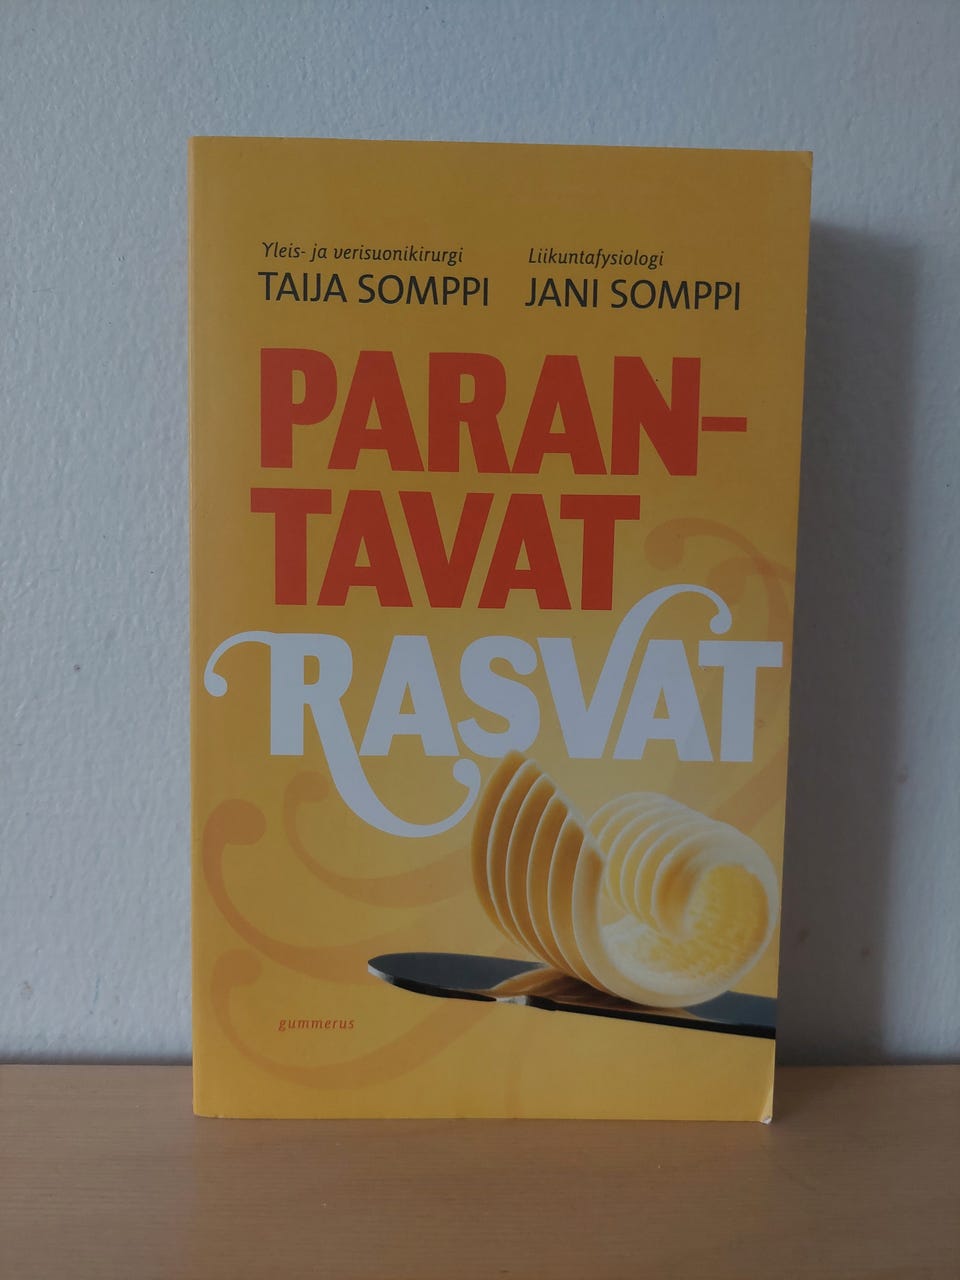 Yleis- ja verisuonikirurgi
TAIJA SOMPPI
Liikuntafysiologi
JANI SOMPPI
PARAN-
TAVAT
RASVAT
gummerus